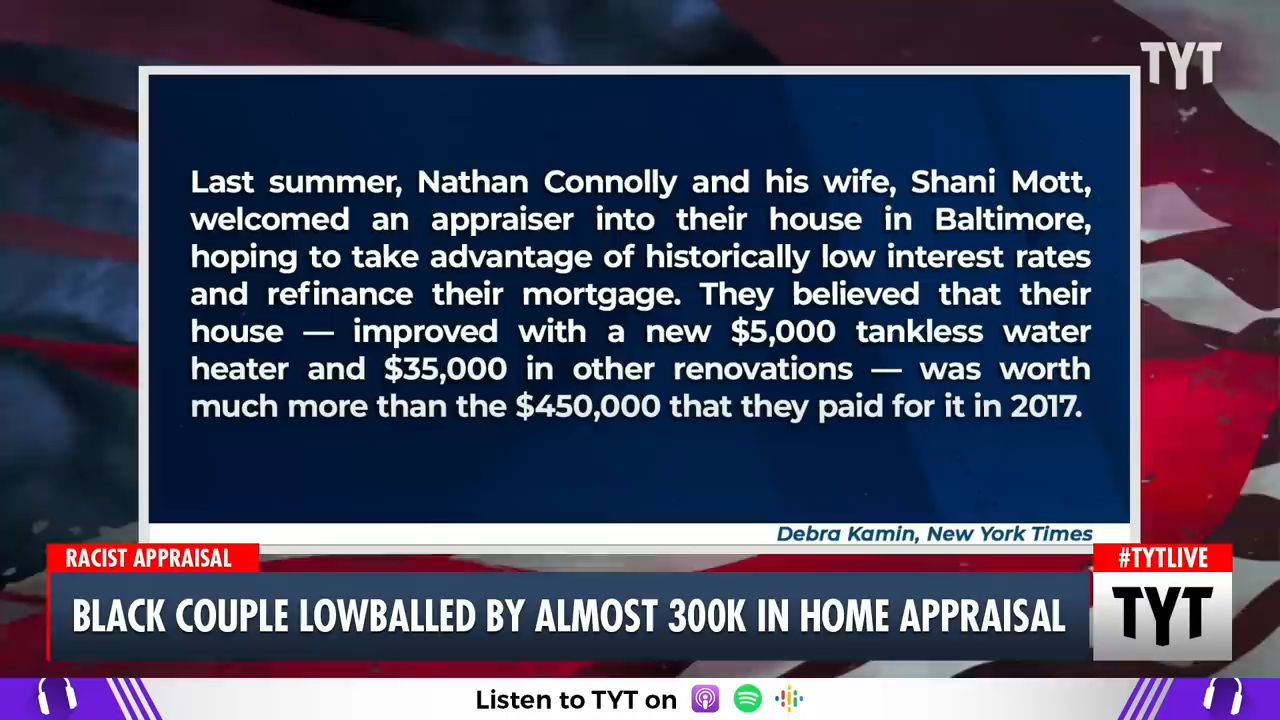 TYT
Last summer, Nathan Connolly and his wife, Shani Mott,
welcomed an appraiser into their house in Baltimore,
hoping to take advantage of historically low interest rates
and refinance their mortgage. They believed that their
house — improved with a new $5,000 tankless water
heater and $35,000 in other renovations — was worth
much more than the $450,000 that they paid for it in 2017.
Debra Kamin, New York Times
RACIST APPRAISAL
#TYTLIVE
BLACK COUPLE LOWBALLED BY ALMOST 300K IN HOME APPRAISAL
TYT
Listen to TYT on